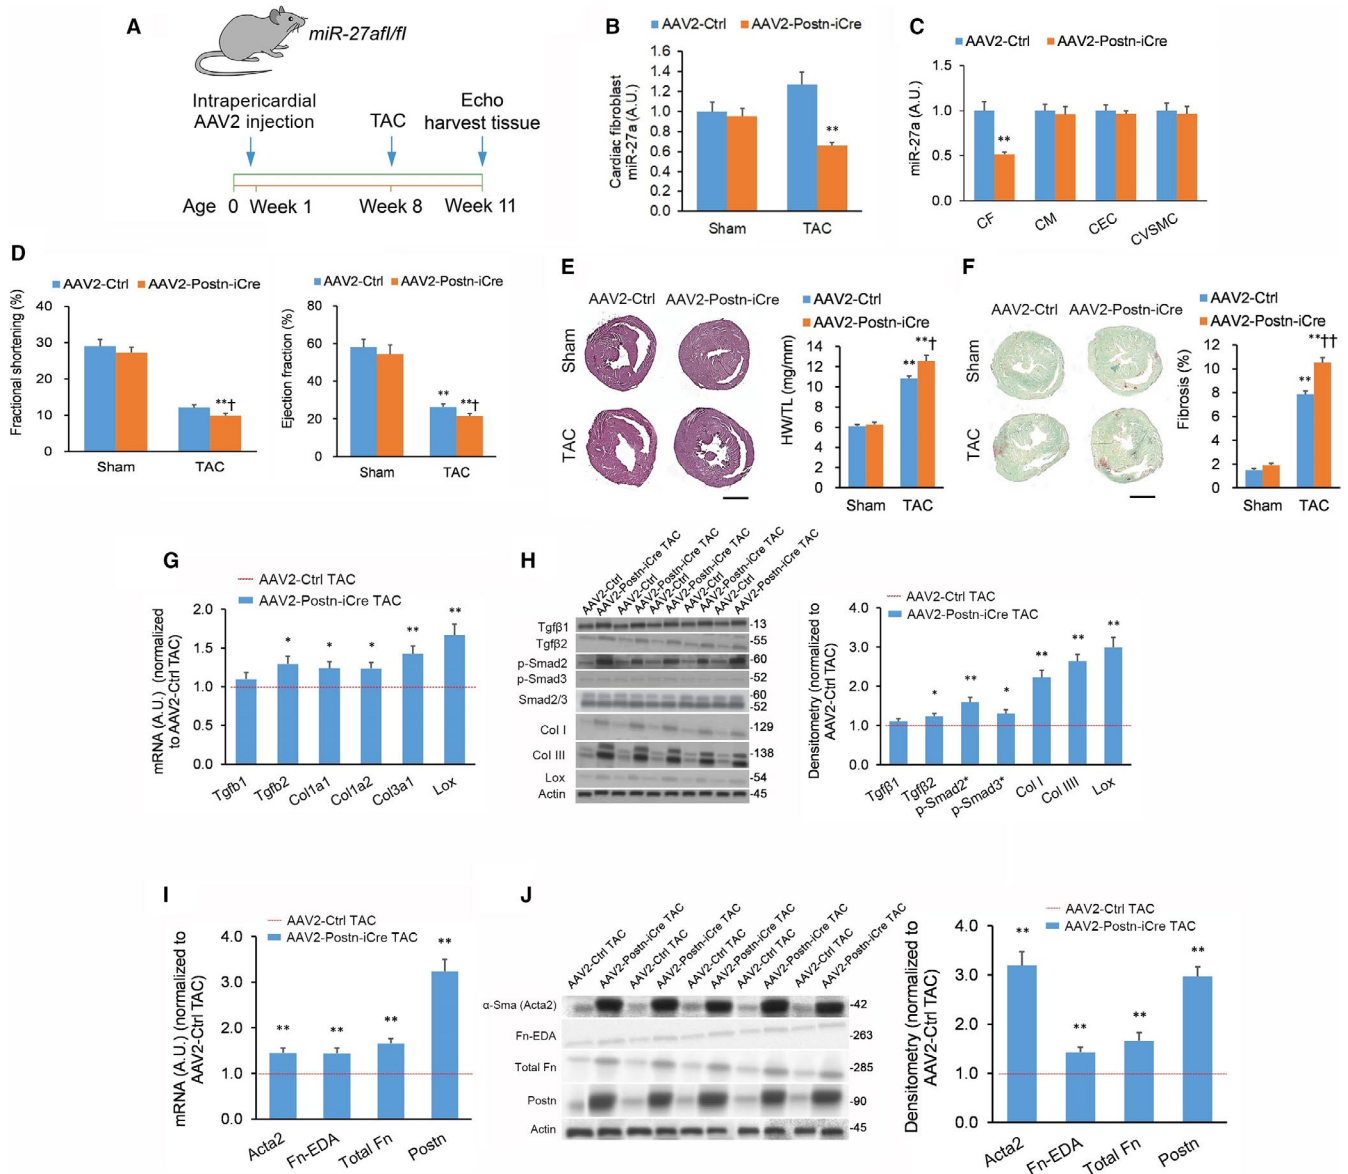 A
miR-27afl/fl
Intrapericardial
AAV2 injection
TAC
Echo
harvest tissue
Age 0 Week 1 Week 8 Week 11
B
AAV2-Ctrl AAV2-Postn-iCre
Cardiac fibroblast
miR-27a (A.U.)
1.6
1.4
1.2
1.0
0.8
0.6
0.4
0.2
0.0
**
Sham TAC
C
AAV2-Ctrl AAV2-Postn-iCre
miR-27a (A.U.)
1.5
1.0
0.5
0.0
**
CF CM CEC CVSMC
D
AAV2-Ctrl AAV2-Postn-iCre
Fractional shortening (%)
40
30
20
10
0
**†
Sham TAC
AAV2-Ctrl AAV2-Postn-iCre
Ejection fraction (%)
80
60
40
20
0
** **†
Sham TAC
E
AAV2-Ctrl AAV2-Postn-iCre
Sham
TAC
AAV2-Ctrl
AAV2-Postn-iCre
HW/TL (mg/mm)
14
12
10
8
6
4
2
0
** **†
Sham TAC
F
AAV2-Ctrl AAV2-Postn-iCre
Sham
TAC
AAV2-Ctrl
AAV2-Postn-iCre
Fibrosis (%)
12
10
8
6
4
2
0
** **††
Sham TAC
G
AAV2-Ctrl TAC
AAV2-Postn-iCre TAC
mRNA (A.U.) (normalized
to AAV2-Ctrl TAC)
2.0
1.5
1.0
0.5
0.0
* * * ** **
Tgfb1 Tgfb2 Col1a1 Col1a2 Col3a1 Lox
H
AAV2-Ctrl
AAV2-Postn-iCre TAC
AAV2-Ctrl
AAV2-Postn-iCre TAC
AAV2-Ctrl
AAV2-Postn-iCre TAC
AAV2-Ctrl
AAV2-Postn-iCre TAC
AAV2-Ctrl
AAV2-Postn-iCre TAC
Tgfβ1 -13
Tgfβ2 -55
p-Smad2 -60
p-Smad3 -52
Smad2/3 -60
-52
Col I -129
Col III -138
Lox -54
Actin -45
AAV2-Ctrl TAC
AAV2-Postn-iCre TAC
Densitometry (normalized to
AAV2-Ctrl TAC)
4.0
3.0
2.0
1.0
0.0
* ** * ** ** **
Tgfβ1 Tgfβ2 p-Smad2* p-Smad3* Col I Col IIII Lox
I
AAV2-Ctrl TAC
AAV2-Postn-iCre TAC
mRNA (A.U.) (normalized to
AAV2-Ctrl TAC)
4.0
3.0
2.0
1.0
0.0
** ** ** **
Acta2 Fn-EDA Total Fn Postn
J
AAV2-Ctrl TAC
AAV2-Postn-iCre TAC
AAV2-Ctrl TAC
AAV2-Postn-iCre TAC
AAV2-Ctrl TAC
AAV2-Postn-iCre TAC
AAV2-Ctrl TAC
AAV2-Postn-iCre TAC
AAV2-Ctrl TAC
AAV2-Postn-iCre TAC
α-Sma (Acta2) -42
Fn-EDA -263
Total Fn -285
Postn -90
Actin -45
AAV2-Ctrl TAC
AAV2-Postn-iCre TAC
Densitometry (normalized to
AAV2-Ctrl TAC)
4.0
3.0
2.0
1.0
0.0
** ** ** **
Acta2 Fn-EDA Total Fn Postn